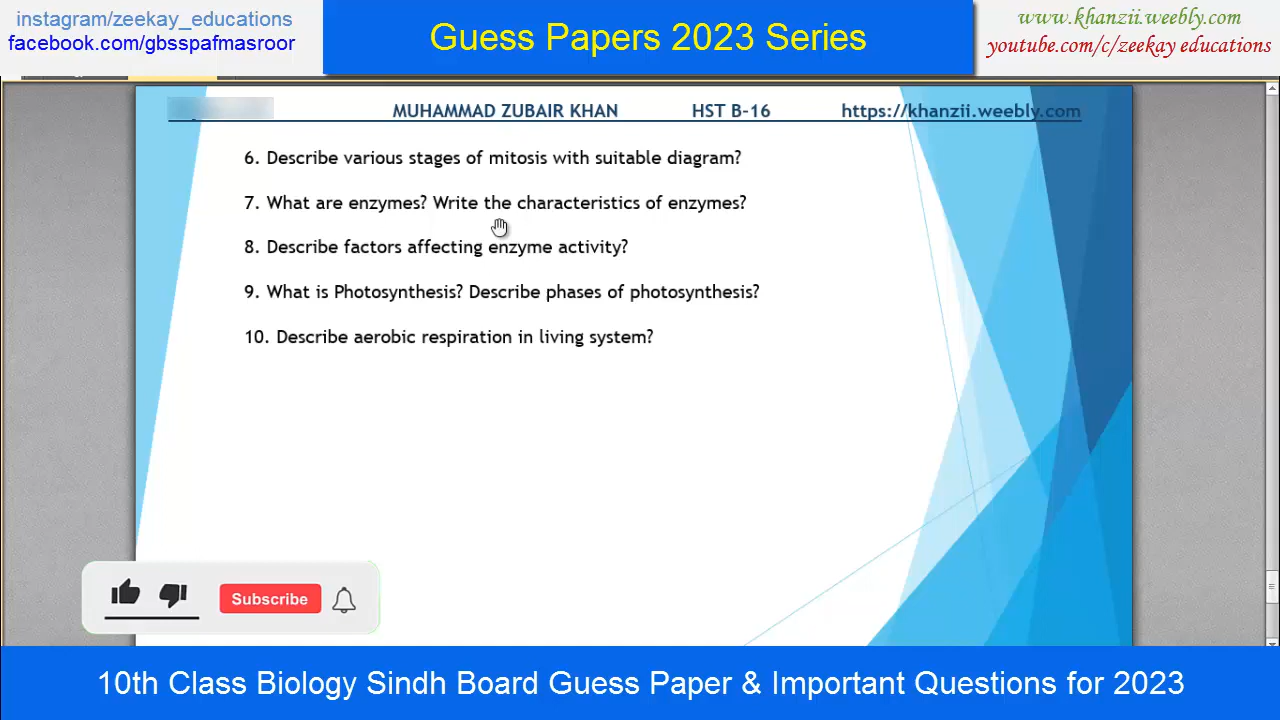 instagram/zeekay_educations
facebook.com/gbsspafmasroor
Guess Papers 2023 Series
www.khanzii.weebly.com
youtube.com/c/zeekay educations
MUHAMMAD ZUBAIR KHAN HST B-16 https://khanzii.weebly.com
6. Describe various stages of mitosis with suitable diagram?
7. What are enzymes? Write the characteristics of enzymes?
8. Describe factors affecting enzyme activity?
9. What is Photosynthesis? Describe phases of photosynthesis?
10. Describe aerobic respiration in living system?
Subscribe
10th Class Biology Sindh Board Guess Paper & Important Questions for 2023